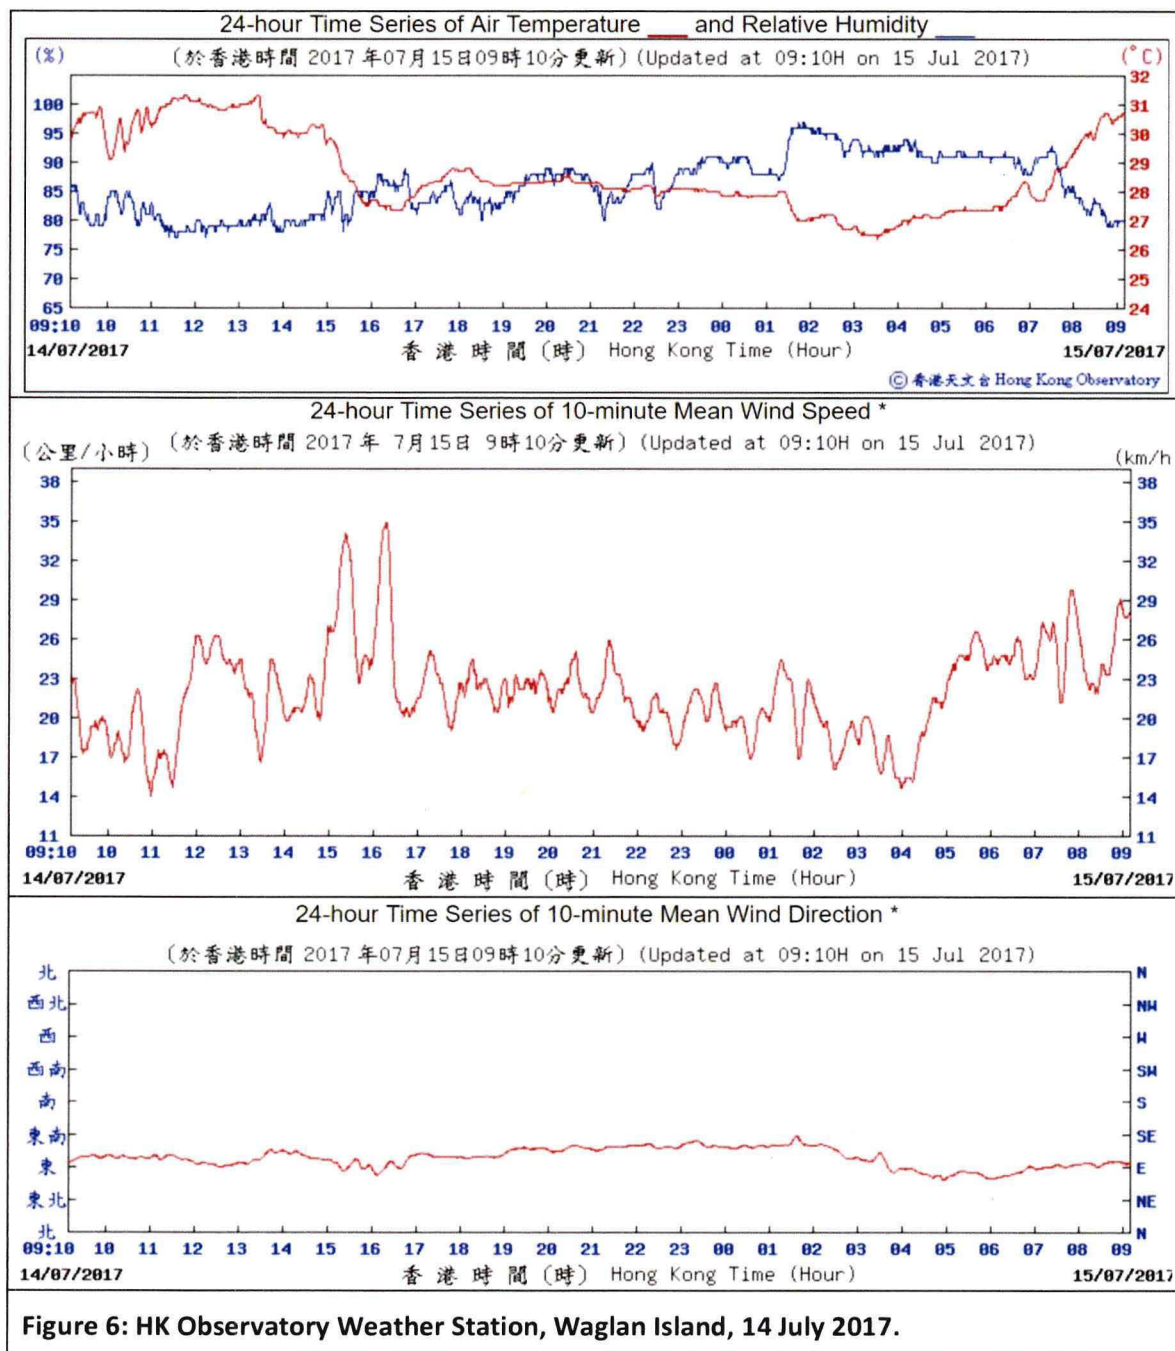 24-hour Time Series of Air Temperature ____ and Relative Humidity ____
(%) (於香港時間 2017 年07月15日09時10分更新) (Updated at 09:10H on 15 Jul 2017) (°C)
32
100 31
95 30
90 29
85 28
80 27
75 26
70 25
65 24
09:10 10 11 12 13 14 15 16 17 18 19 20 21 22 23 00 01 02 03 04 05 06 07 08 09
14/07/2017 香 港 時 間 (時) Hong Kong Time (Hour) 15/07/2017
© 香港天文台 Hong Kong Observatory
24-hour Time Series of 10-minute Mean Wind Speed *
(公里/小時) (於香港時間 2017 年 7月15日 9時10分更新) (Updated at 09:10H on 15 Jul 2017) (km/h
38 38
35 35
32 32
29 29
26 26
23 23
20 20
17 17
14 14
11 11
09:10 10 11 12 13 14 15 16 17 18 19 20 21 22 23 00 01 02 03 04 05 06 07 08 09
14/07/2017 香 港 時 間 (時) Hong Kong Time (Hour) 15/07/2017
24-hour Time Series of 10-minute Mean Wind Direction *
(於香港時間 2017 年07月15日09時10分更新) (Updated at 09:10H on 15 Jul 2017)
北 N
西北 NW
西 W
西南 SW
南 S
東南 SE
東 E
東北 NE
北 N
09:10 10 11 12 13 14 15 16 17 18 19 20 21 22 23 00 01 02 03 04 05 06 07 08 09
14/07/2017 香 港 時 間 (時) Hong Kong Time (Hour) 15/07/2017
Figure 6: HK Observatory Weather Station, Waglan Island, 14 July 2017.